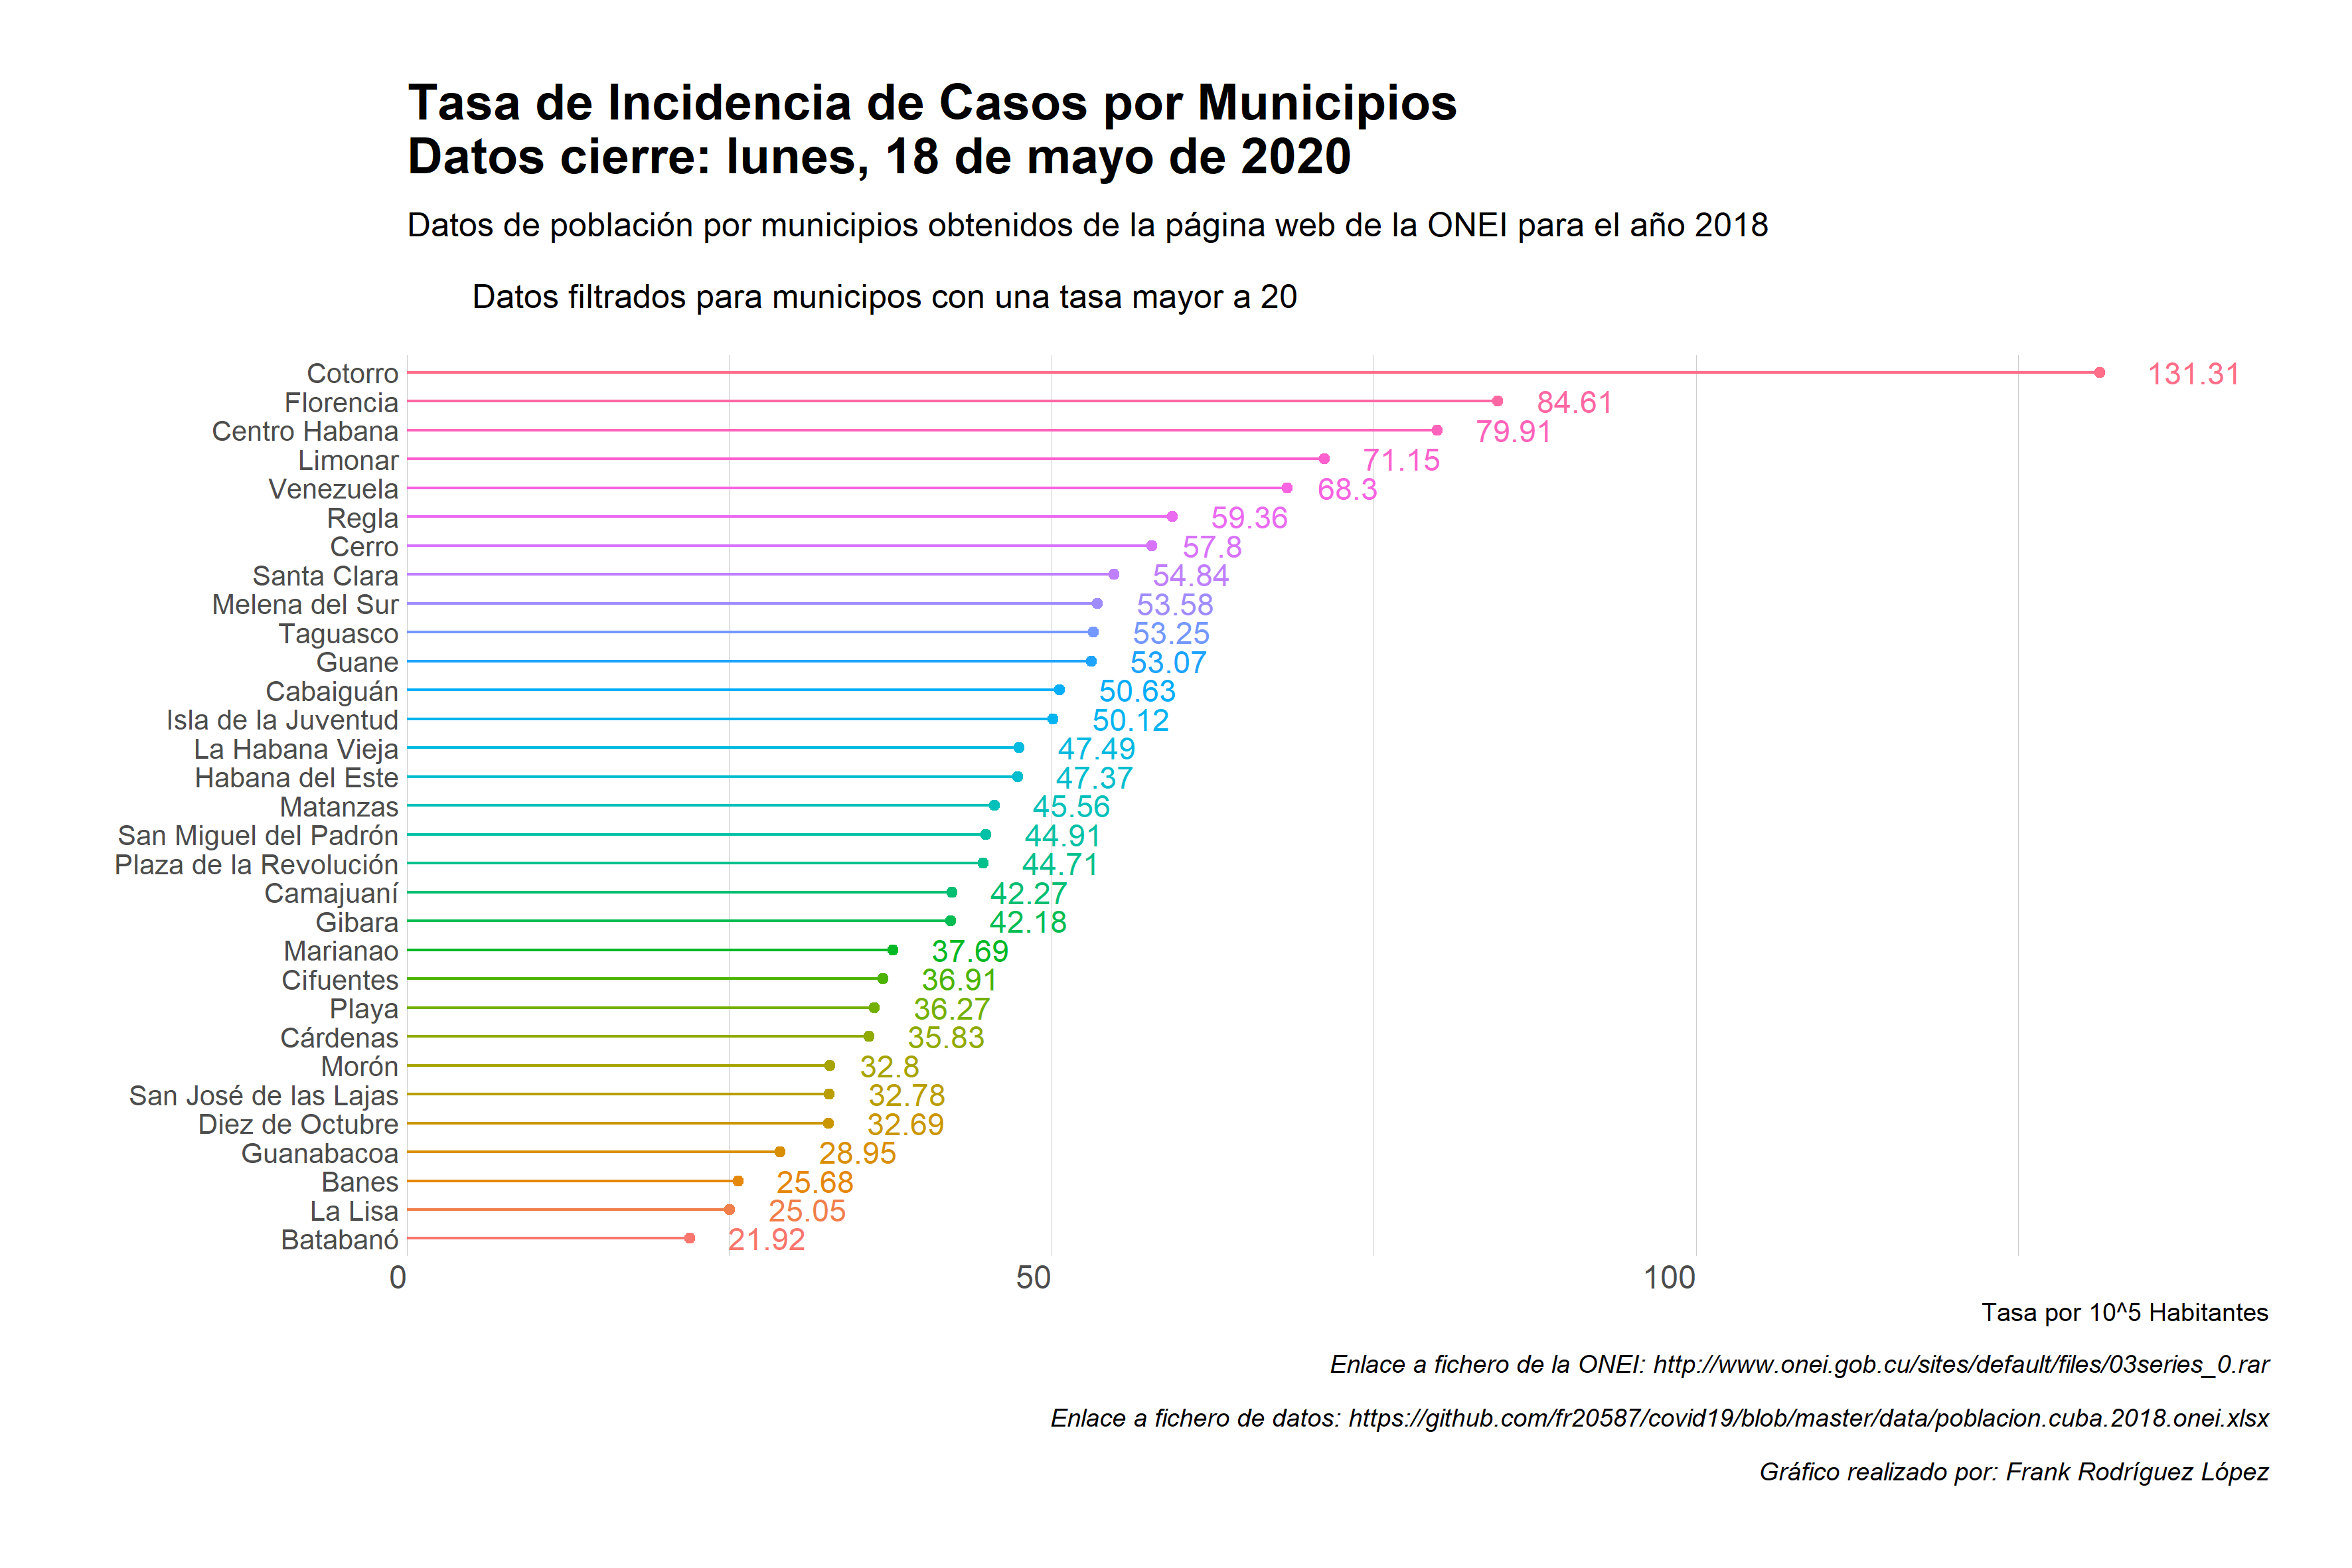 Tasa de Incidencia de Casos por Municipios
Datos cierre: lunes, 18 de mayo de 2020
Datos de población por municipios obtenidos de la página web de la ONEI para el año 2018
Datos filtrados para municipos con una tasa mayor a 20
Cotorro 131.31
Florencia 84.61
Centro Habana 79.91
Limonar 71.15
Venezuela 68.3
Regla 59.36
Cerro 57.8
Santa Clara 54.84
Melena del Sur 53.58
Taguasco 53.25
Guane 53.07
Cabaiguán 50.63
Isla de la Juventud 50.12
La Habana Vieja 47.49
Habana del Este 47.37
Matanzas 45.56
San Miguel del Padrón 44.91
Plaza de la Revolución 44.71
Camajuaní 42.27
Gibara 42.18
Marianao 37.69
Cifuentes 36.91
Playa 36.27
Cárdenas 35.83
Morón 32.8
San José de las Lajas 32.78
Diez de Octubre 32.69
Guanabacoa 28.95
Banes 25.68
La Lisa 25.05
Batabanó 21.92
0 50 100
Tasa por 10^5 Habitantes
Enlace a fichero de la ONEI: http://www.onei.gob.cu/sites/default/files/03series_0.rar
Enlace a fichero de datos: https://github.com/fr20587/covid19/blob/master/data/poblacion.cuba.2018.onei.xlsx
Gráfico realizado por: Frank Rodríguez López